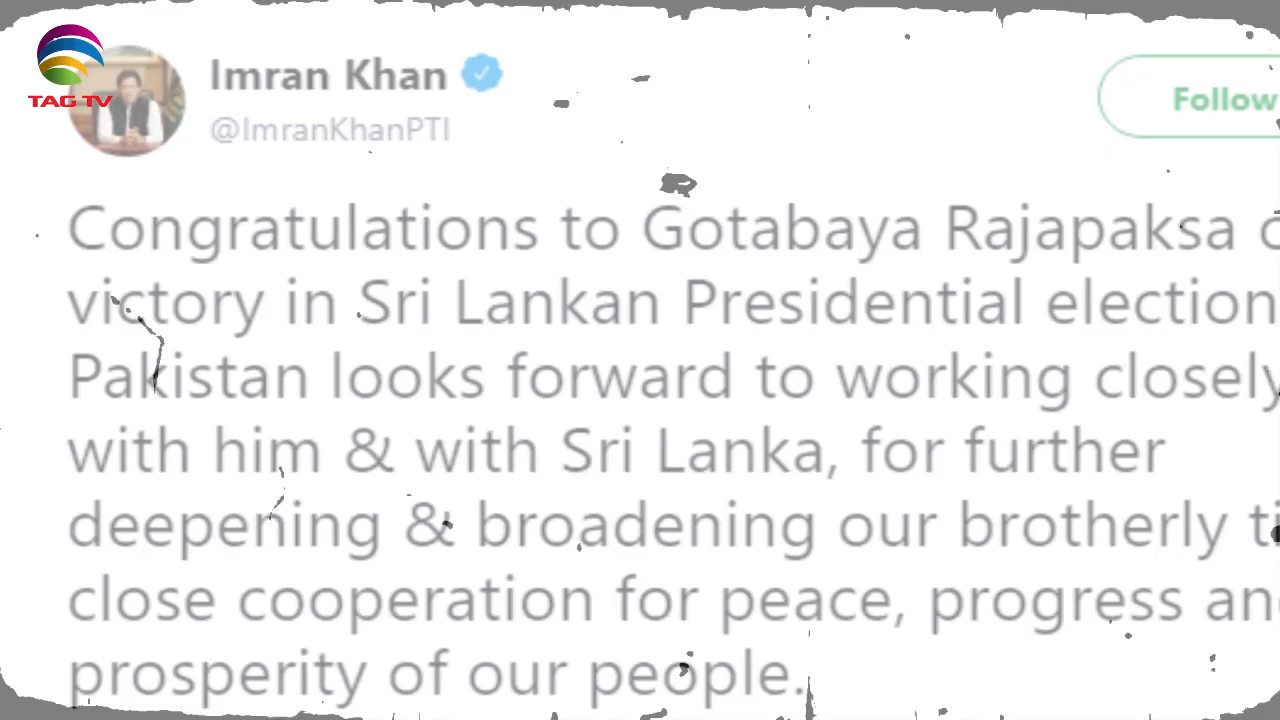 TAG TV
Imran Khan
@ImranKhanPTI
Follow
Congratulations to Gotabaya Rajapaksa
victory in Sri Lankan Presidential election
Pakistan looks forward to working closely
with him & with Sri Lanka, for further
deepening & broadening our brotherly
close cooperation for peace, progress
prosperity of our people.